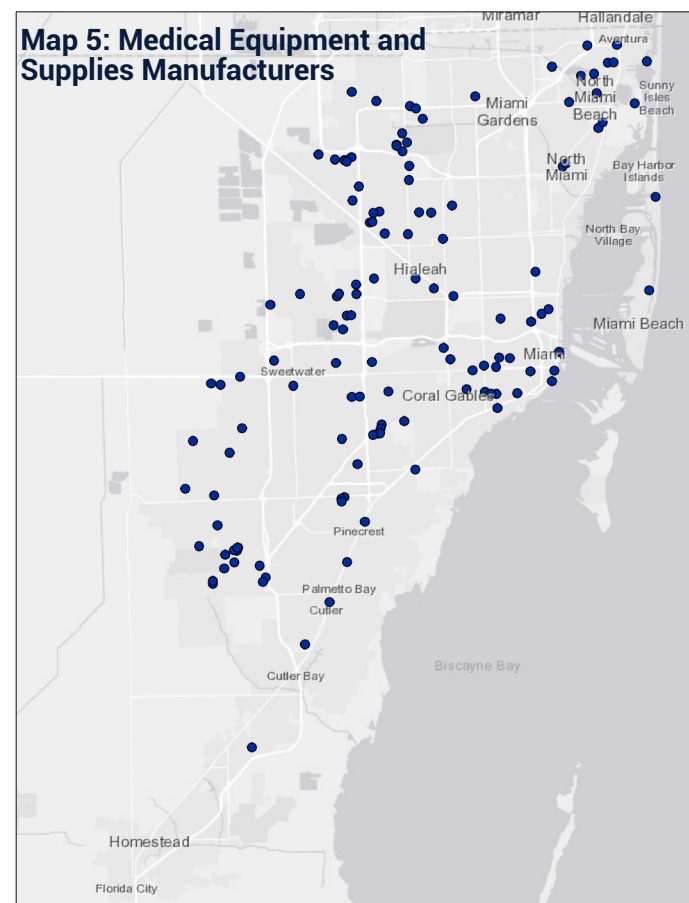 Miramar
Hallandale
Map 5: Medical Equipment and
Supplies Manufacturers
Aventura
Sunny
Isles
Beach
North
Miami
Beach
Miami
Gardens
North
Miami
Bay Harbor
Islands
North Bay
Village
Hialeah
Miami Beach
Miami
Sweetwater
Coral Gables
Pinecrest
Palmetto Bay
Cutler
Biscayne Bay
Cutler Bay
Homestead
Florida City